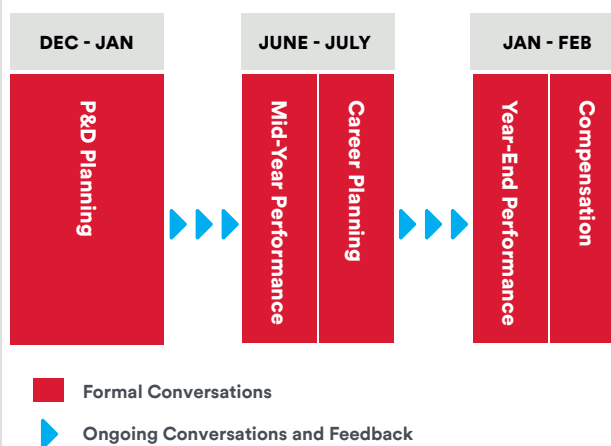 DEC - JAN
JUNE - JULY
JAN - FEB
P&D Planning
Mid-Year Performance
Career Planning
Year-End Performance
Compensation
Formal Conversations
Ongoing Conversations and Feedback